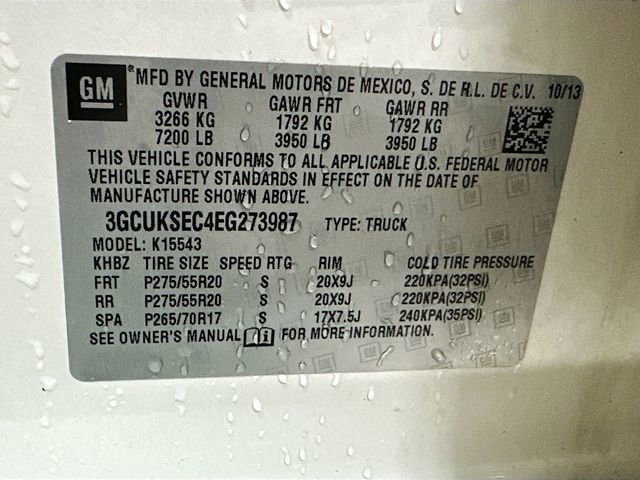 GM
® MFD BY GENERAL MOTORS DE MEXICO, S. DE R.L. DE C.V. 10/13
GVWR GAWR FRT GAWR RR
3266 KG 1792 KG 1792 KG
7200 LB 3950 LB 3950 LB
THIS VEHICLE CONFORMS TO ALL APPLICABLE U.S. FEDERAL MOTOR
VEHICLE SAFETY STANDARDS IN EFFECT ON THE DATE OF
MANUFACTURE SHOWN ABOVE.
3GCUKSEC4EG273987 TYPE: TRUCK
MODEL: K15543
KHBZ TIRE SIZE SPEED RTG RIM COLD TIRE PRESSURE
FRT P275/55R20 S 20X9J 220KPA(32PSI)
RR P275/55R20 S 20X9J 220KPA(32PSI)
SPA P265/70R17 S 17X7.5J 240KPA(35PSI)
SEE OWNER'S MANUAL i FOR MORE INFORMATION.